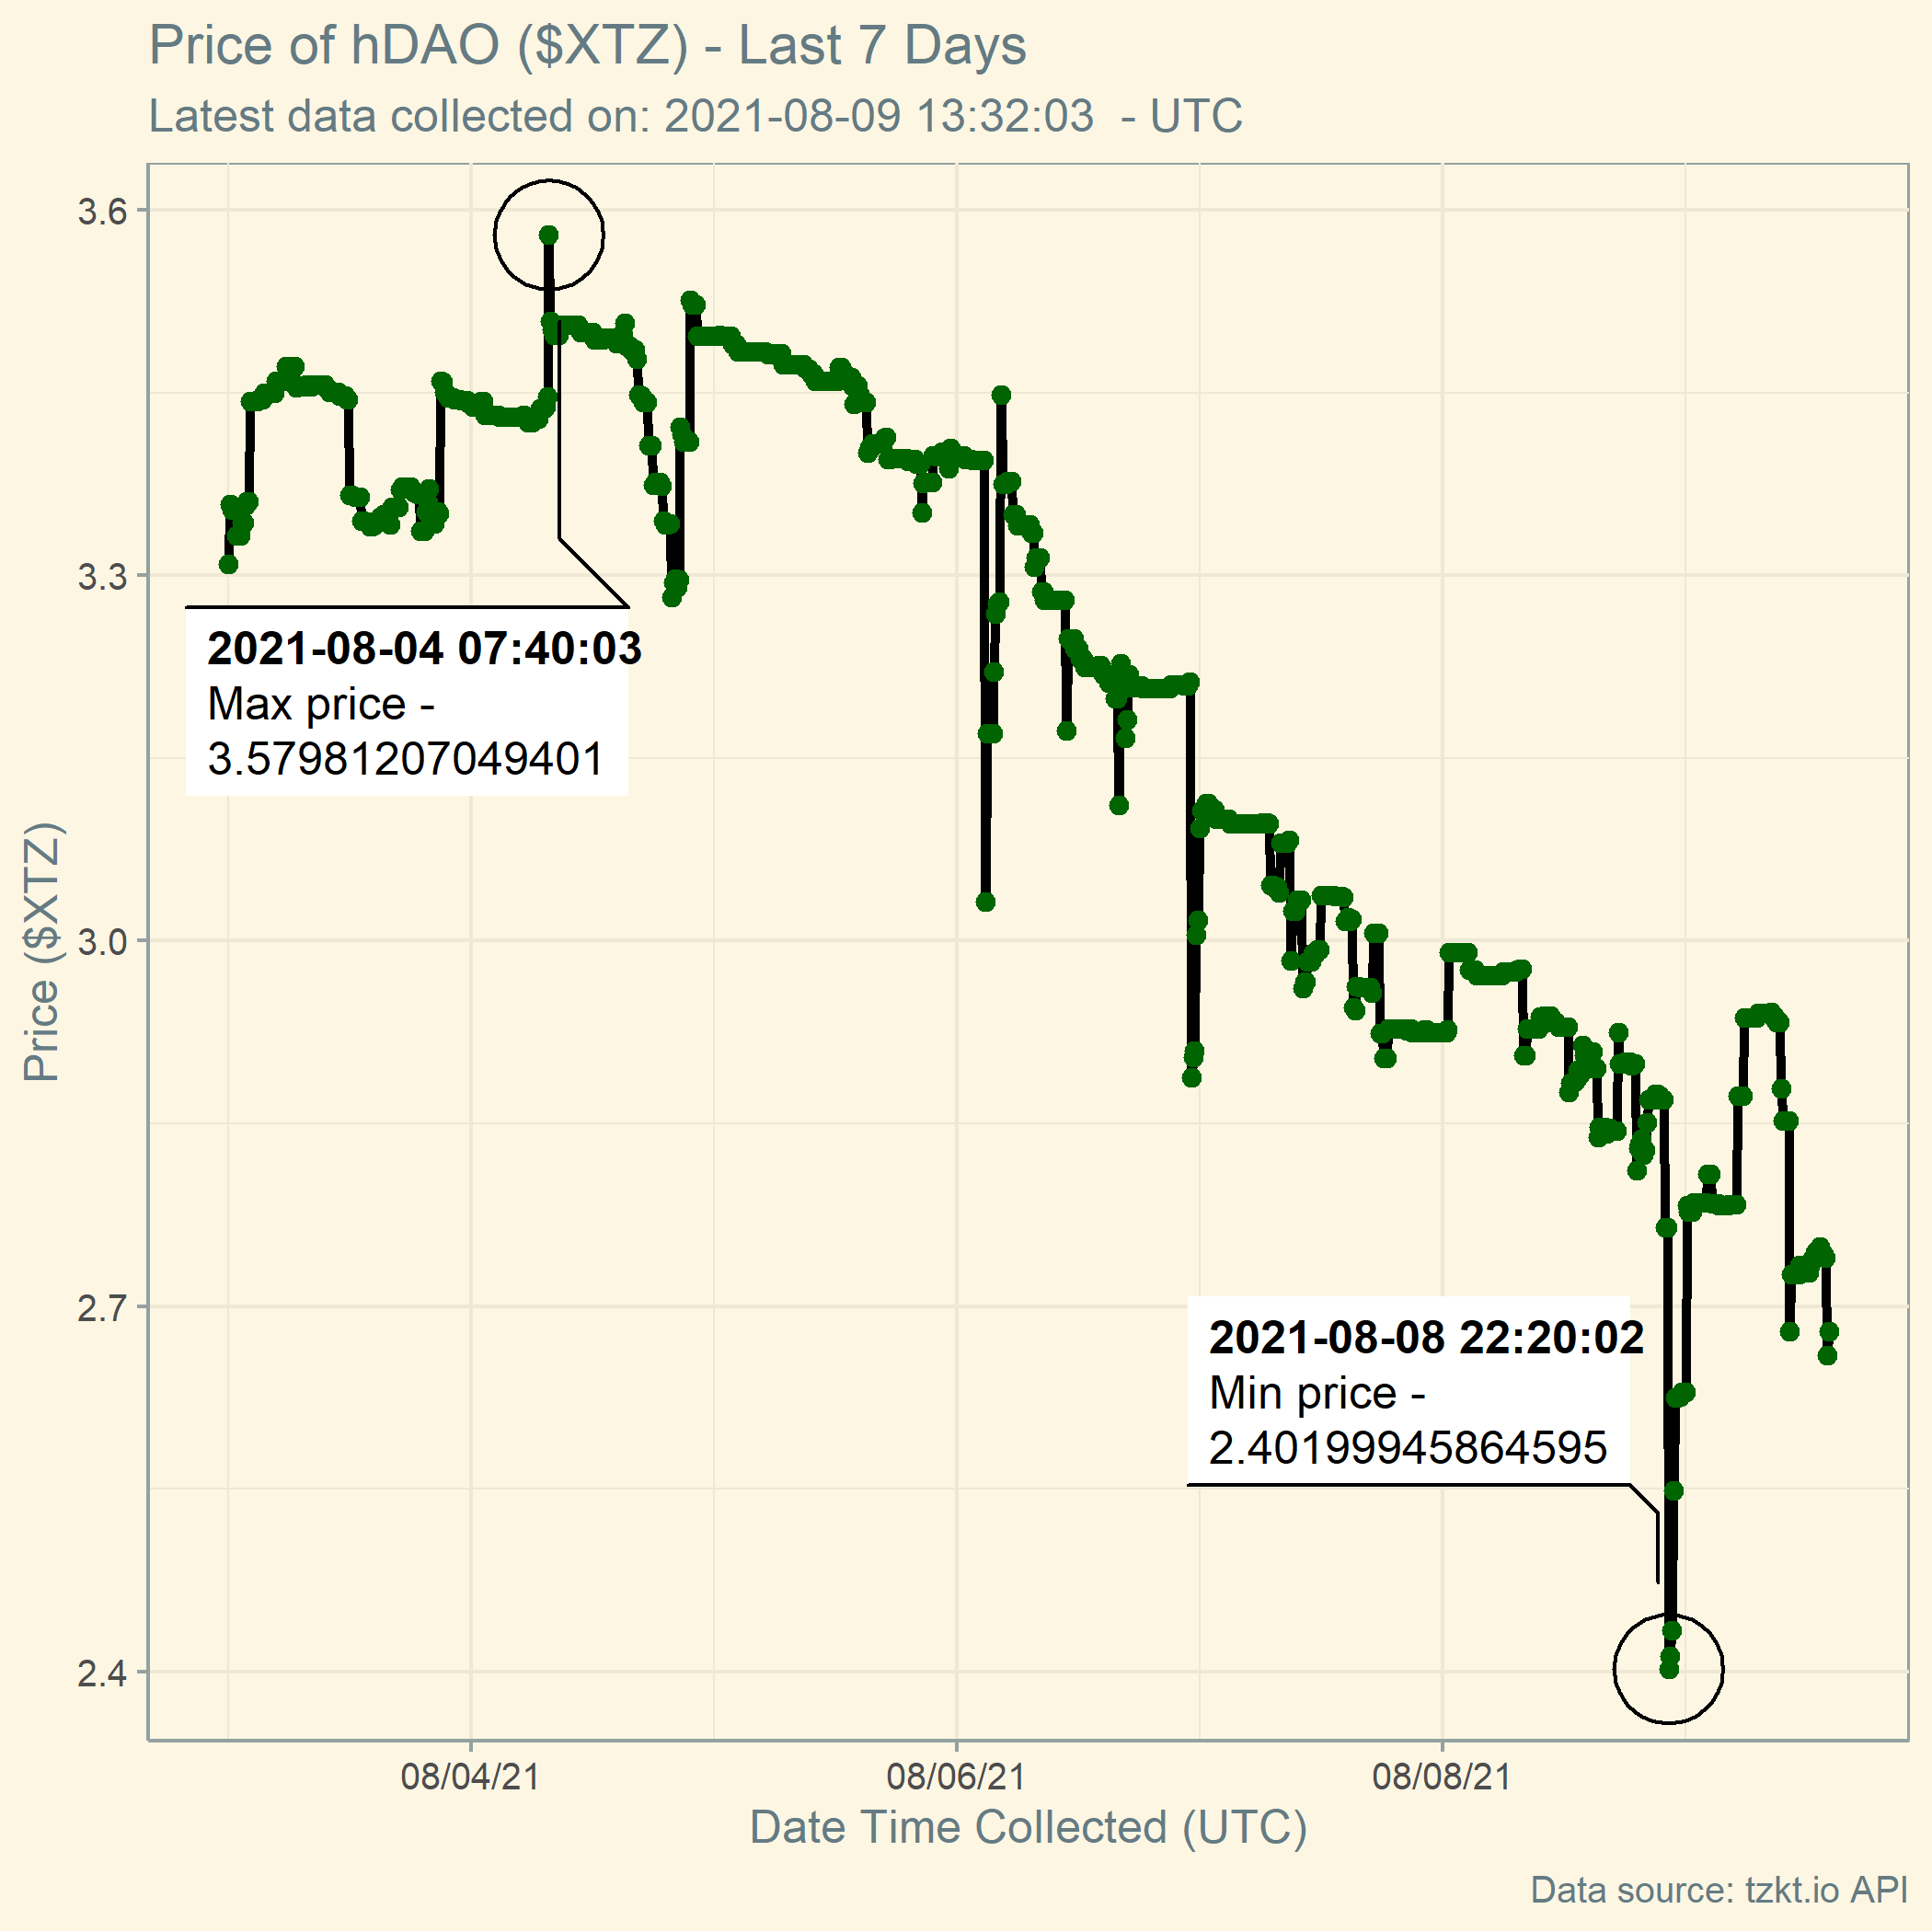 Price of hDAO ($XTZ) - Last 7 Days
Latest data collected on: 2021-08-09 13:32:03  - UTC
3.6
3.3
3.0
2.7
2.4
Price ($XTZ)
2021-08-04 07:40:03
Max price -
3.57981207049401
2021-08-08 22:20:02
Min price -
2.40199945864595
08/04/21
08/06/21
08/08/21
Date Time Collected (UTC)
Data source: tzkt.io API